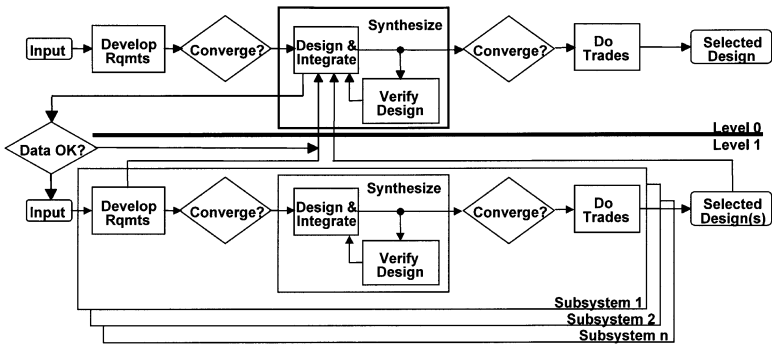 Synthesize
Input
Develop
Rqmts
Converge?
Design &
Integrate
Converge?
Do
Trades
Selected
Design
Verify
Design
Level 0
Level 1
Data OK?
Synthesize
Input
Develop
Rqmts
Converge?
Design &
Integrate
Converge?
Do
Trades
Selected
Design(s)
Verify
Design
Subsystem 1
Subsystem 2
Subsystem n